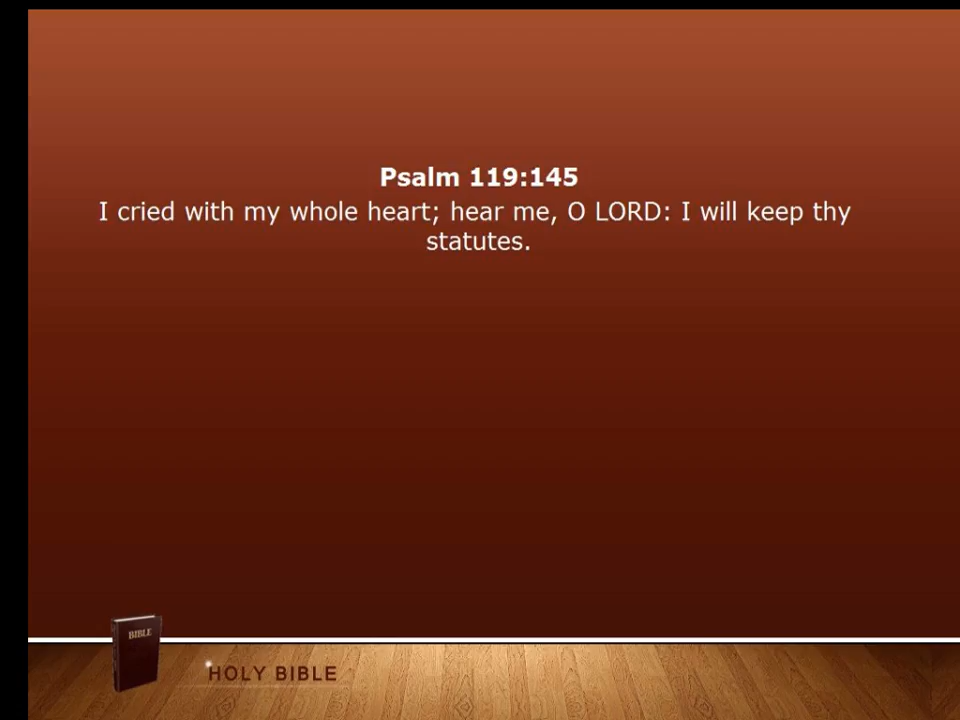 Psalm 119:145
I cried with my whole heart; hear me, O LORD: I will keep thy
statutes.
BIBLE
HOLY BIBLE